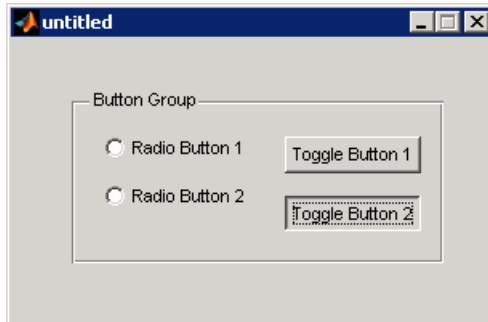 untitled
Button Group
Radio Button 1
Toggle Button 1
Radio Button 2
Toggle Button 2